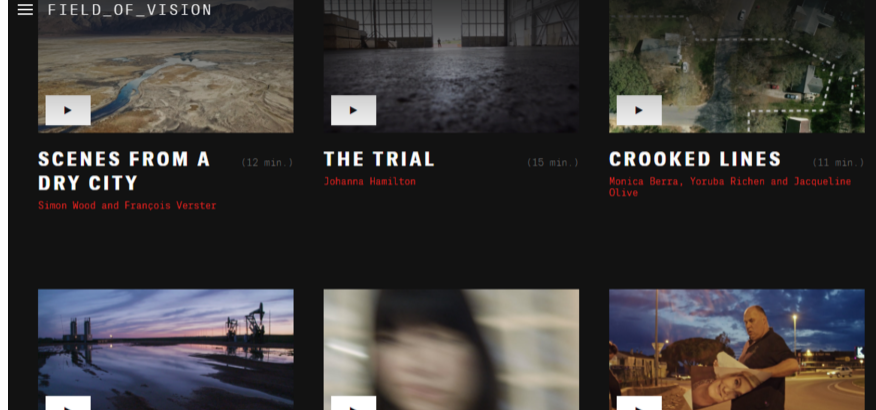 FIELD_OF_VISION
SCENES FROM A
DRY CITY
(12 min.)
Simon Wood and François Verster
THE TRIAL
(15 min.)
Johanna Hamilton
CROOKED LINES
(11 min.)
Monica Berra, Yoruba Richen and Jacqueline
Olive